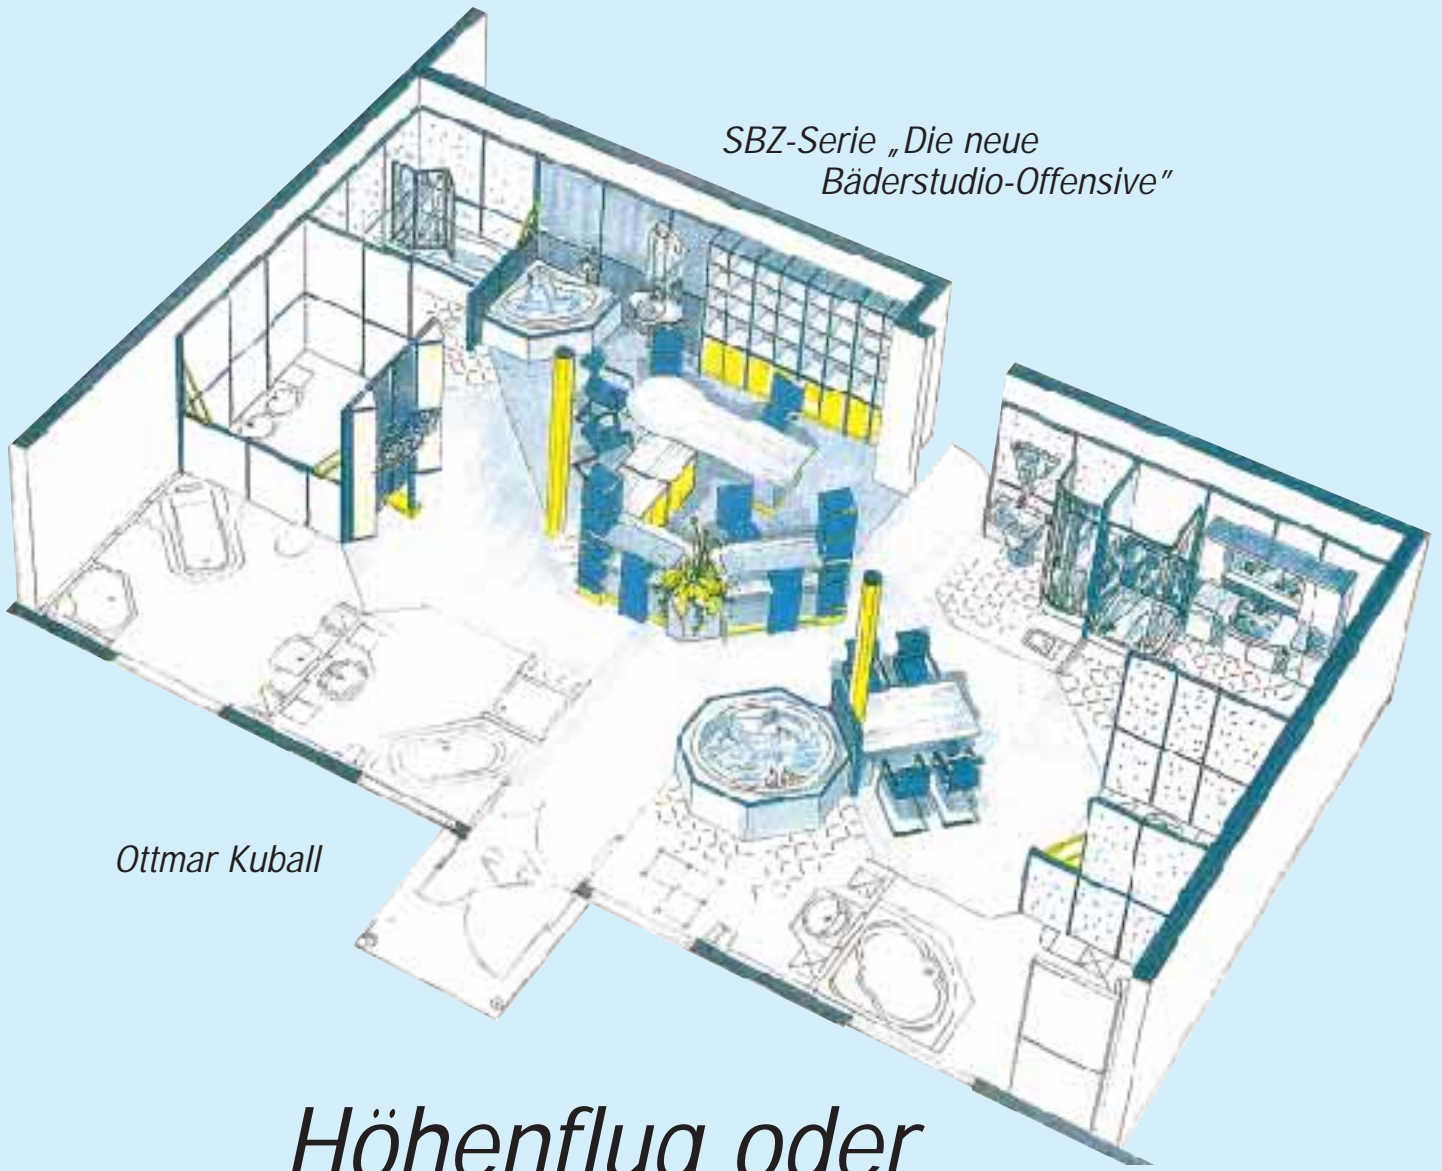 SBZ-Serie „Die neue
Bäderstudio-Offensive”
Ottmar Kuball
Höhenflug oder